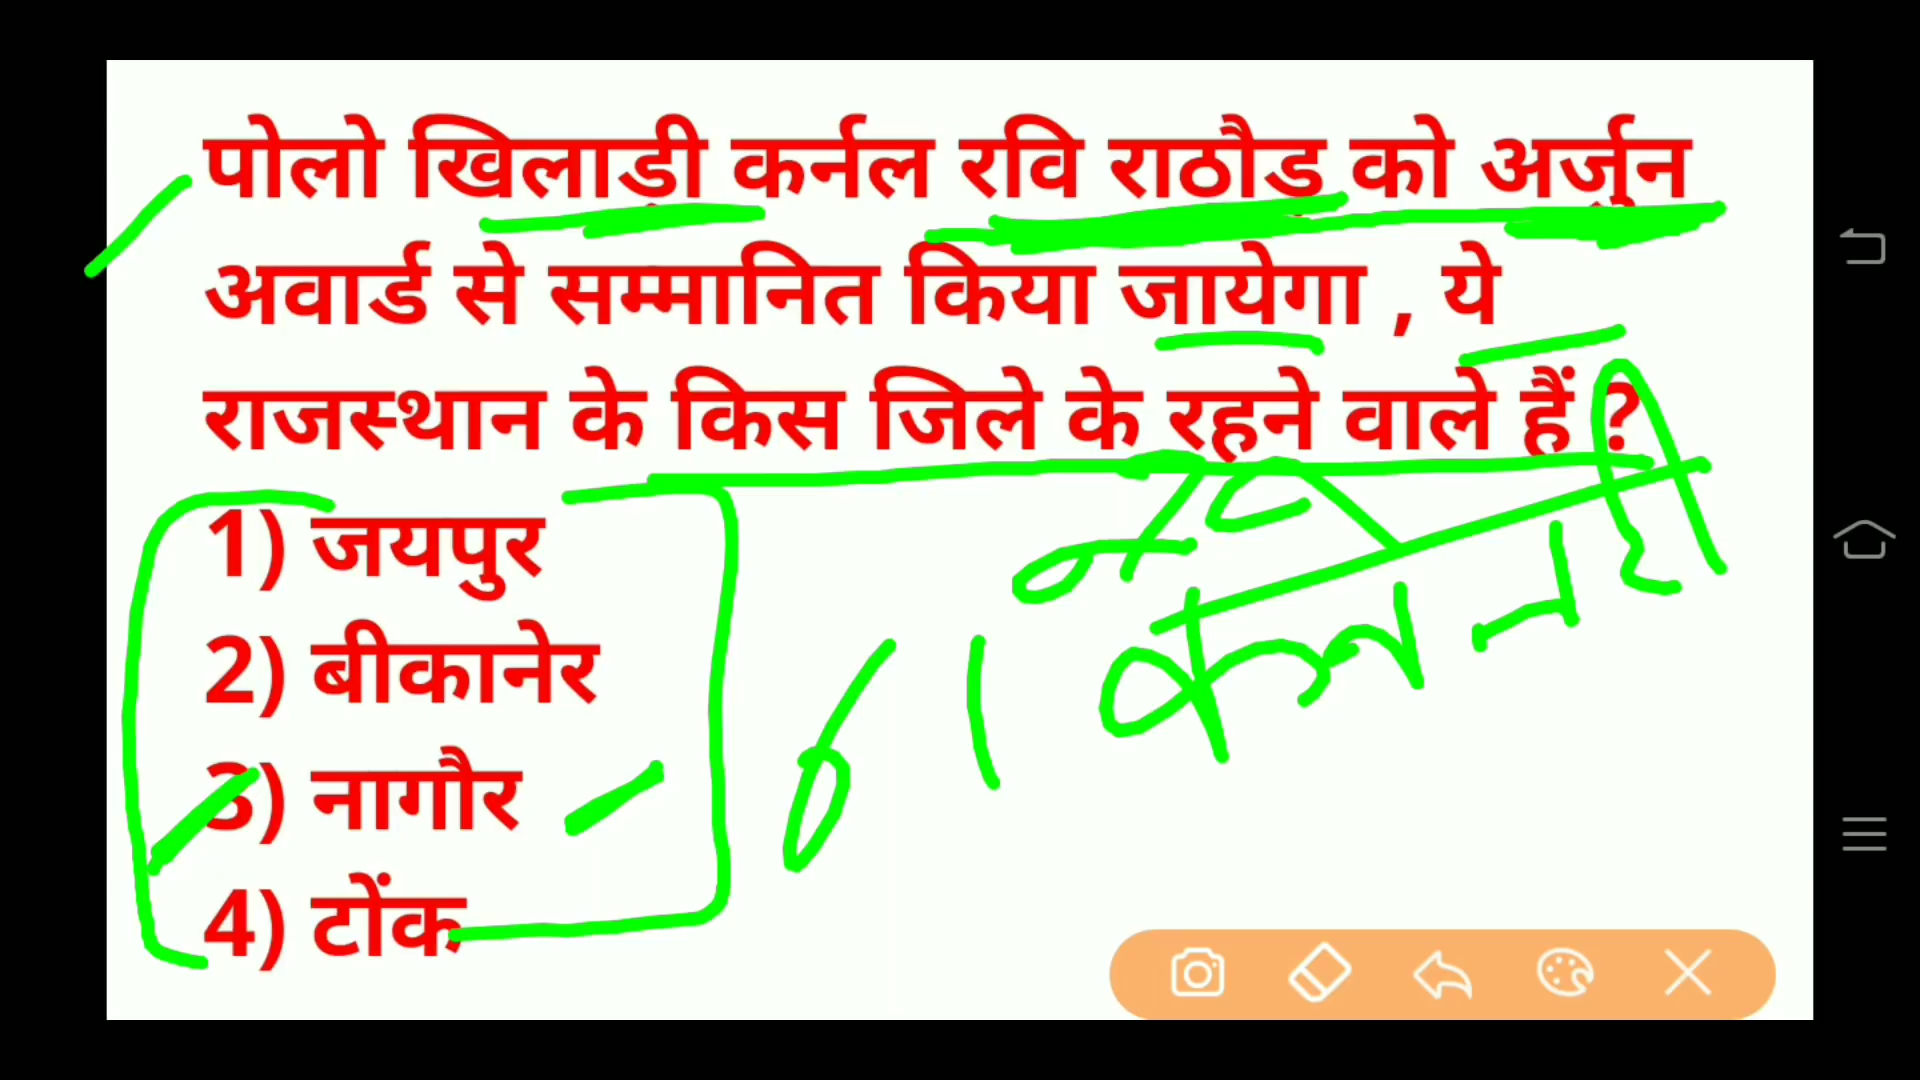 पोलो खिलाड़ी कर्नल रवि राठौड़ को अर्जुन
अवार्ड से सम्मानित किया जायेगा , ये
राजस्थान के किस जिले के रहने वाले हैं ?
1) जयपुर
2) बीकानेर
3) नागौर
4) टोंक